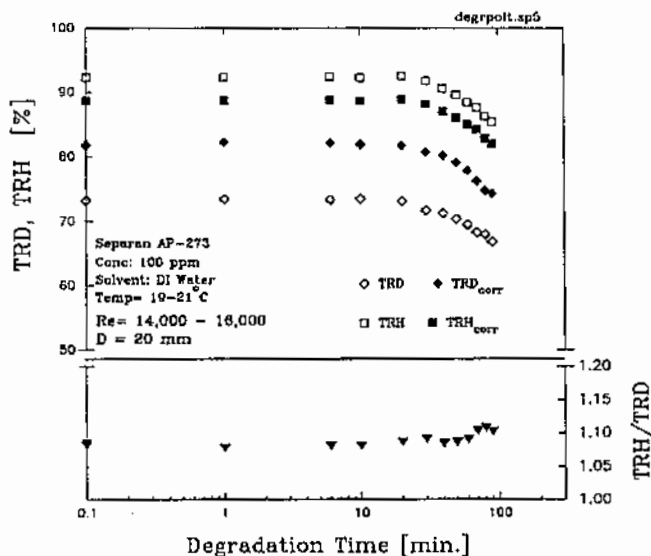 degrpolt.sp5
100
90
80
70
60
50
TRD, TRH [%]
Separan AP-273
Conc: 100 ppm
Solvent: DI Water
Temp= 19-21°C
Re= 14,000 - 16,000
D = 20 mm
TRD
TRDcorr
TRH
TRHcorr
1.20
1.10
1.05
1.00
TRH/TRD
0.1
1
10
100
Degradation Time [min.]